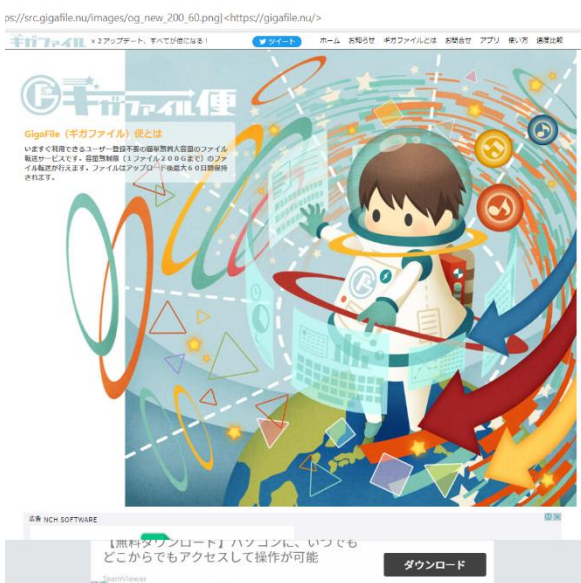 ps://src.gigafile.nu/images/og_new_200_60.png]<https://gigafile.nu/>
ギガファイル ×2アップデート、すべてが倍になる！ ツイート ホーム お知らせ ギガファイルとは お問合せ アプリ 使い方 速度比較
ギガファイル便
GigaFile（ギガファイル）便とは
いますぐ利用できるユーザー登録不要の簡単無料大容量のファイル
転送サービスです。容量無制限（1ファイル２００Gまで）のファ
イル転送が行えます。ファイルはアップロード後最大６０日間保持
されます。
広告 NCH SOFTWARE
【無料ダウンロード】パソコンに、いつでも
どこからでもアクセスして操作が可能
ダウンロード
TeamViewer